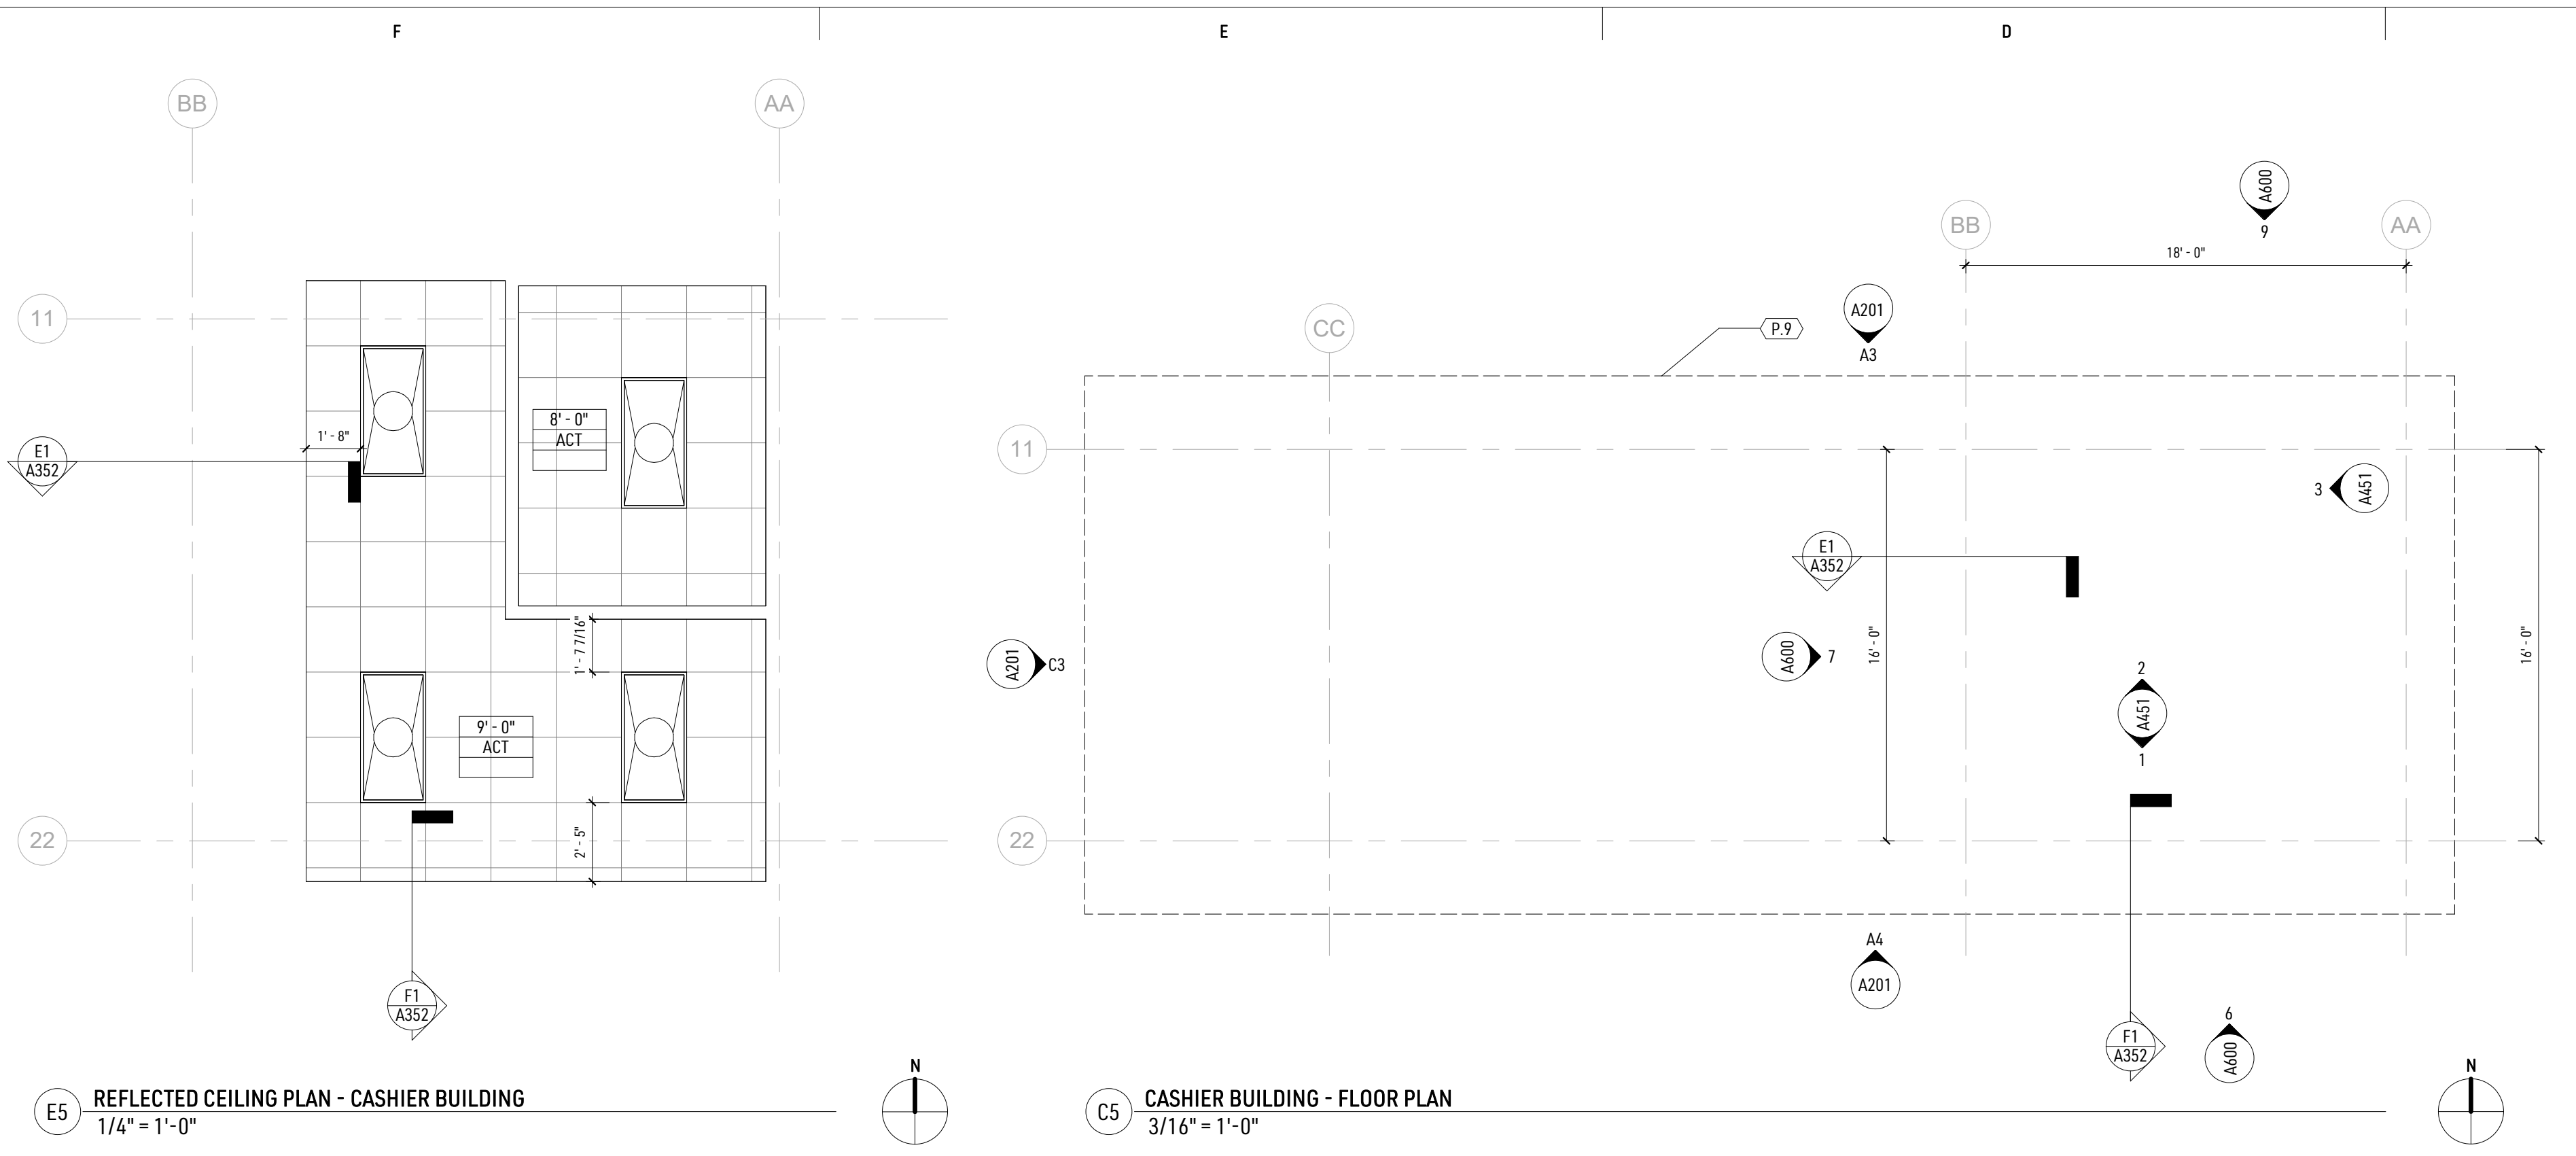 F
E
D
BB
AA
11
22
1' - 8"
E1
A352
8' - 0"
ACT
1' - 7 7/16"
9' - 0"
ACT
2' - 5"
F1
A352
E5
REFLECTED CEILING PLAN - CASHIER BUILDING
1/4" = 1'-0"
N
A600
9
BB
AA
18' - 0"
A201
A3
P.9
CC
11
22
A451
3
E1
A352
A600
7
16' - 0"
16' - 0"
A201
C3
2
A451
1
A4
A201
F1
A352
6
A600
C5
CASHIER BUILDING - FLOOR PLAN
3/16" = 1'-0"
N